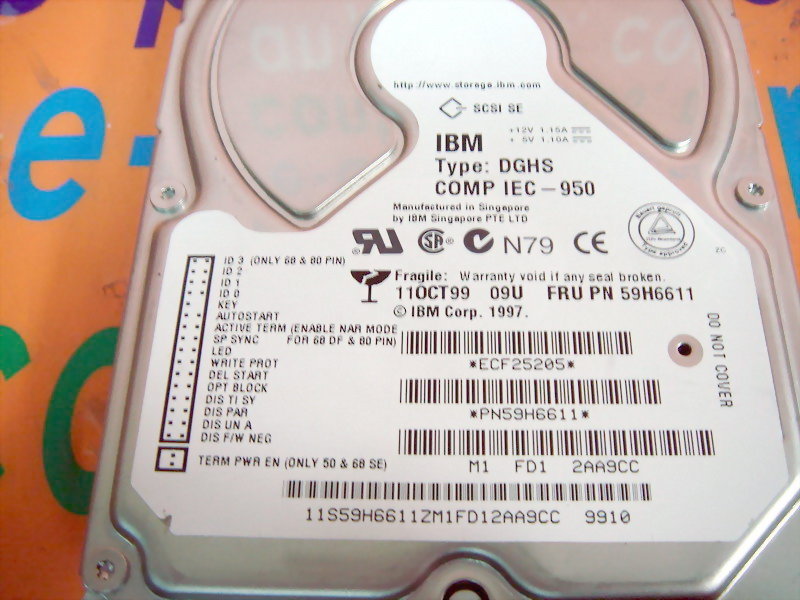 http://www.storage.ibm.com
SCSI SE
+12V 1.15A
+ 5V 1.10A
IBM
Type: DGHS
COMP IEC-950
Manufactured in Singapore
by IBM Singapore PTE LTD
N79 CE
Type approved
ZC
Fragile: Warranty void if any seal broken.
11OCT99 09U FRU PN 59H6611
© IBM Corp. 1997.
ID 3 (ONLY 68 & 80 PIN)
ID 2
ID 1
ID 0
KEY
AUTOSTART
ACTIVE TERM (ENABLE NAR MODE
SP SYNC FOR 68 DF & 80 PIN)
LED
WRITE PROT
DEL START
OPT BLOCK
DIS TI SY
DIS PAR
DIS UN A
DIS F/W NEG
TERM PWR EN (ONLY 50 & 68 SE)
*ECF25205*
*PN59H6611*
M1 FD1 2AA9CC
11S59H6611ZM1FD12AA9CC 9910
DO NOT COVER